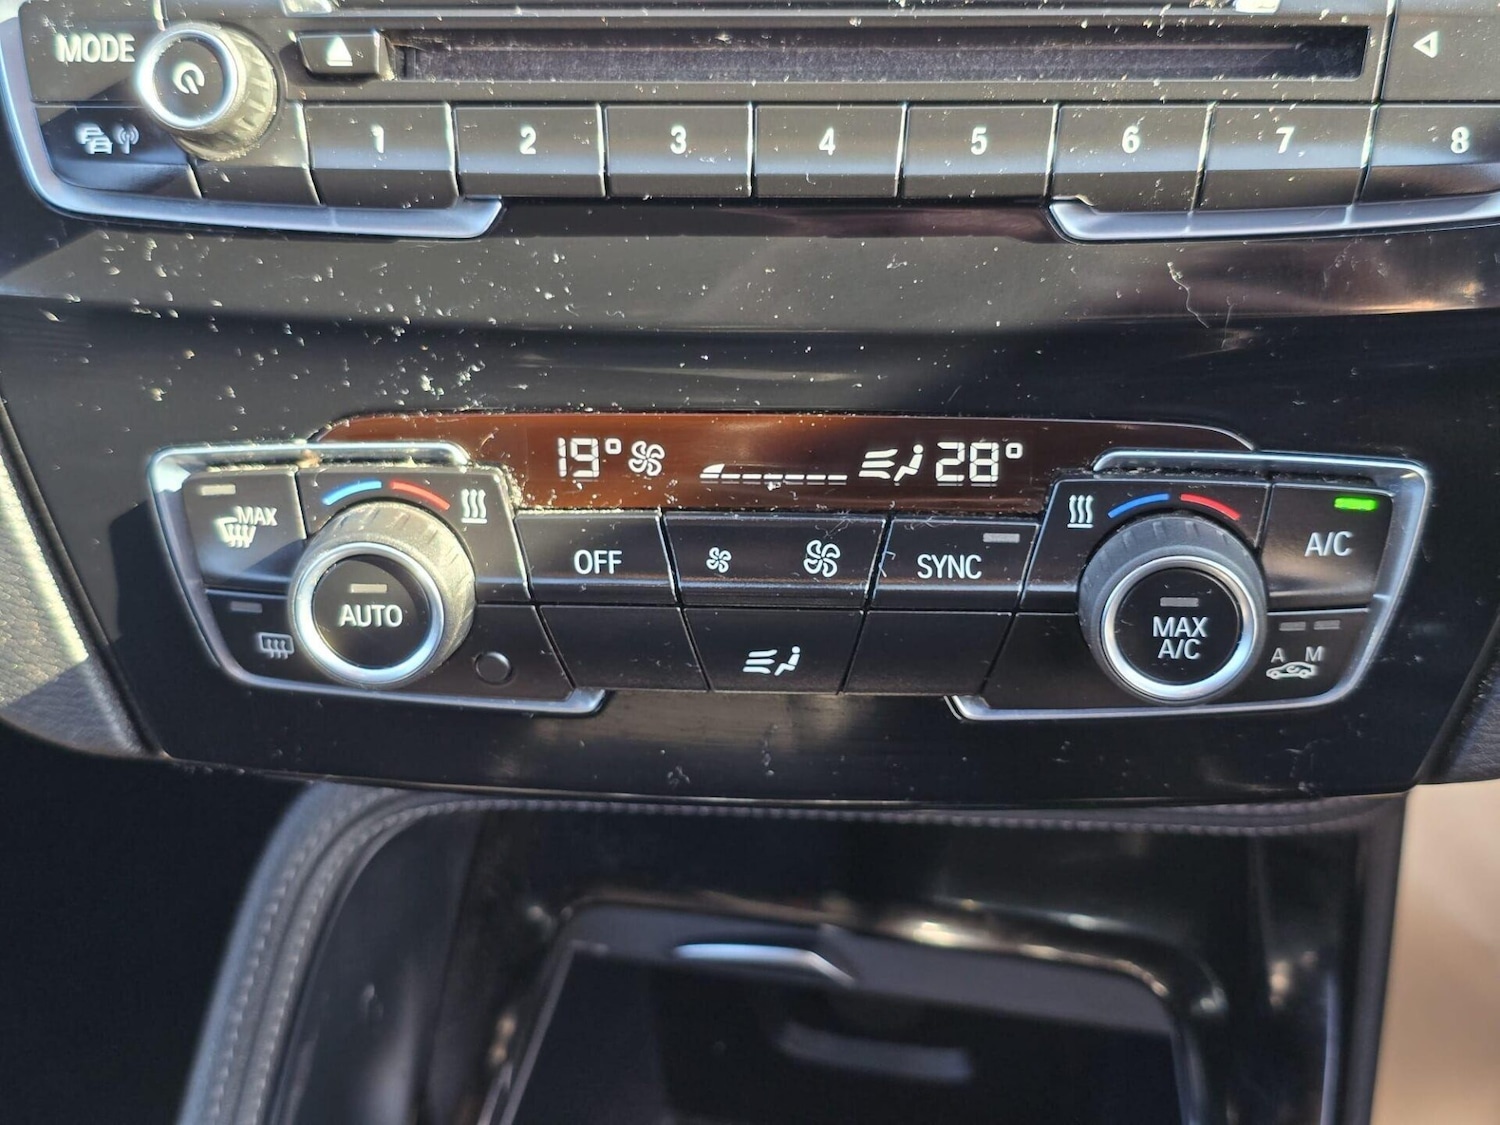 MODE
1 2 3 4 5 6 7 8
19° 28°
MAX
OFF
SYNC
A/C
AUTO
MAX
A/C
A M